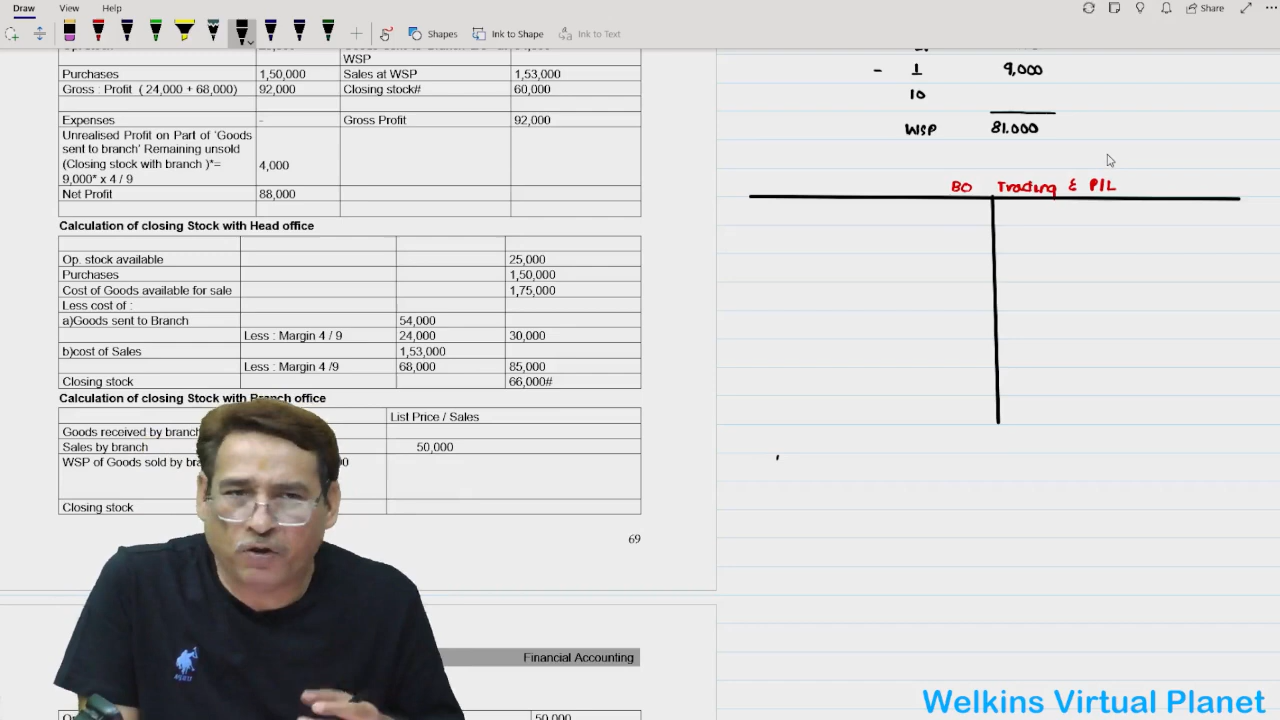 Draw View Help
Share
Shapes Ink to Shape Ink to Text
WSP
Purchases 1,50,000 Sales at WSP 1,53,000
Gross : Profit ( 24,000 + 68,000) 92,000 Closing stock# 60,000
Expenses - Gross Profit 92,000
Unrealised Profit on Part of 'Goods
sent to branch' Remaining unsold
(Closing stock with branch )*=
9,000* x 4 / 9 4,000
Net Profit 88,000
Calculation of closing Stock with Head office
Op. stock available 25,000
Purchases 1,50,000
Cost of Goods available for sale 1,75,000
Less cost of :
a)Goods sent to Branch 54,000
Less : Margin 4 / 9 24,000 30,000
b)cost of Sales 1,53,000
Less : Margin 4 /9 68,000 85,000
Closing stock 66,000#
Calculation of closing Stock with Branch office
List Price / Sales
Goods received by branch
Sales by branch 50,000
WSP of Goods sold by
Closing stock
69
Financial Accounting
50,000
- 1 9,000
10
WSP 81.000
BO Trading & P/L
Welkins Virtual Planet